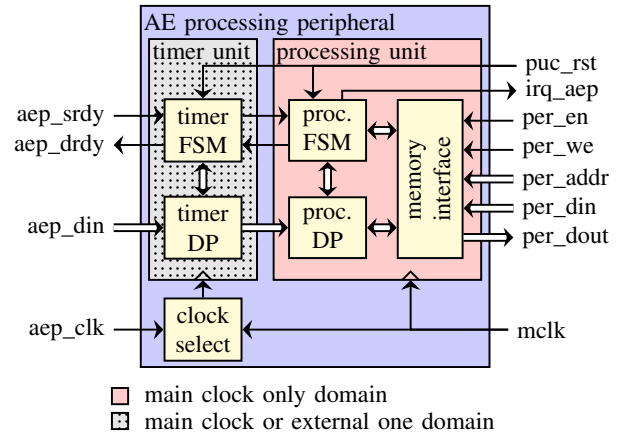 AE processing peripheral
timer unit
processing unit
puc_rst
irq_aep
aep_srdy
aep_drdy
timer
FSM
proc.
FSM
memory
interface
per_en
per_we
per_addr
per_din
per_dout
aep_din
timer
DP
proc.
DP
aep_clk
clock
select
mclk
main clock only domain
main clock or external one domain